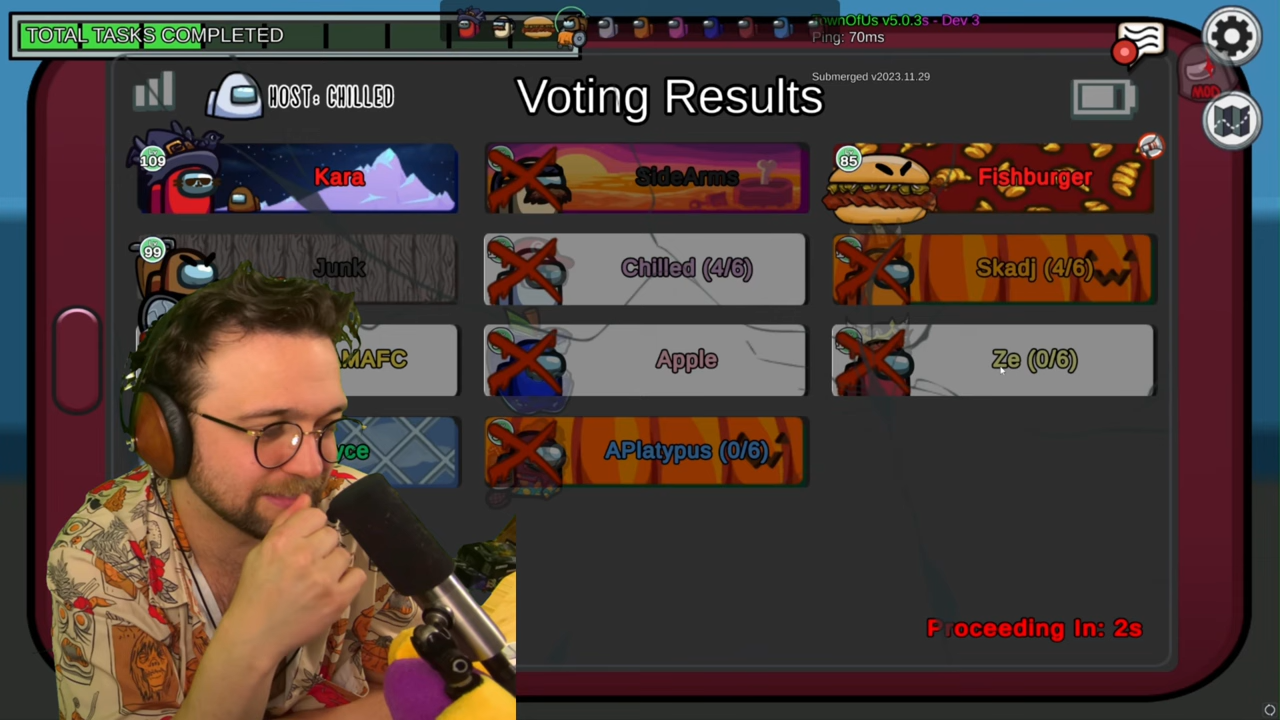 TOTAL TASKS COMPLETED
TownOfUs v5.0.3s - Dev 3
Ping: 70ms
HOST: CHILLED
Voting Results
Submerged v2023.11.29
MOD
109
Kara
SideArms
85
Fishburger
99
Junk
Chilled (4/6)
Skadj (4/6)
MAFC
Apple
Ze (0/6)
yce
APlatypus (0/6)
Proceeding In: 2s